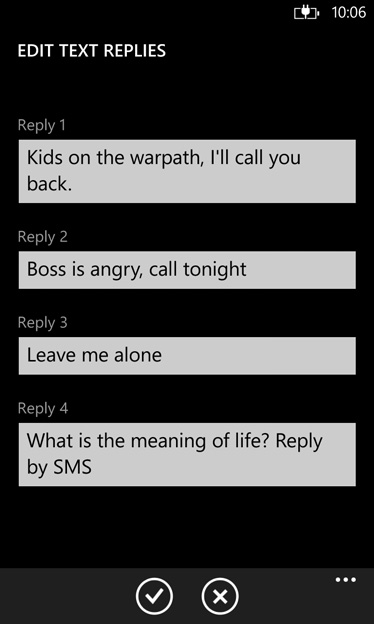 10:06
EDIT TEXT REPLIES
Reply 1
Kids on the warpath, I'll call you
back.
Reply 2
Boss is angry, call tonight
Reply 3
Leave me alone
Reply 4
What is the meaning of life? Reply
by SMS